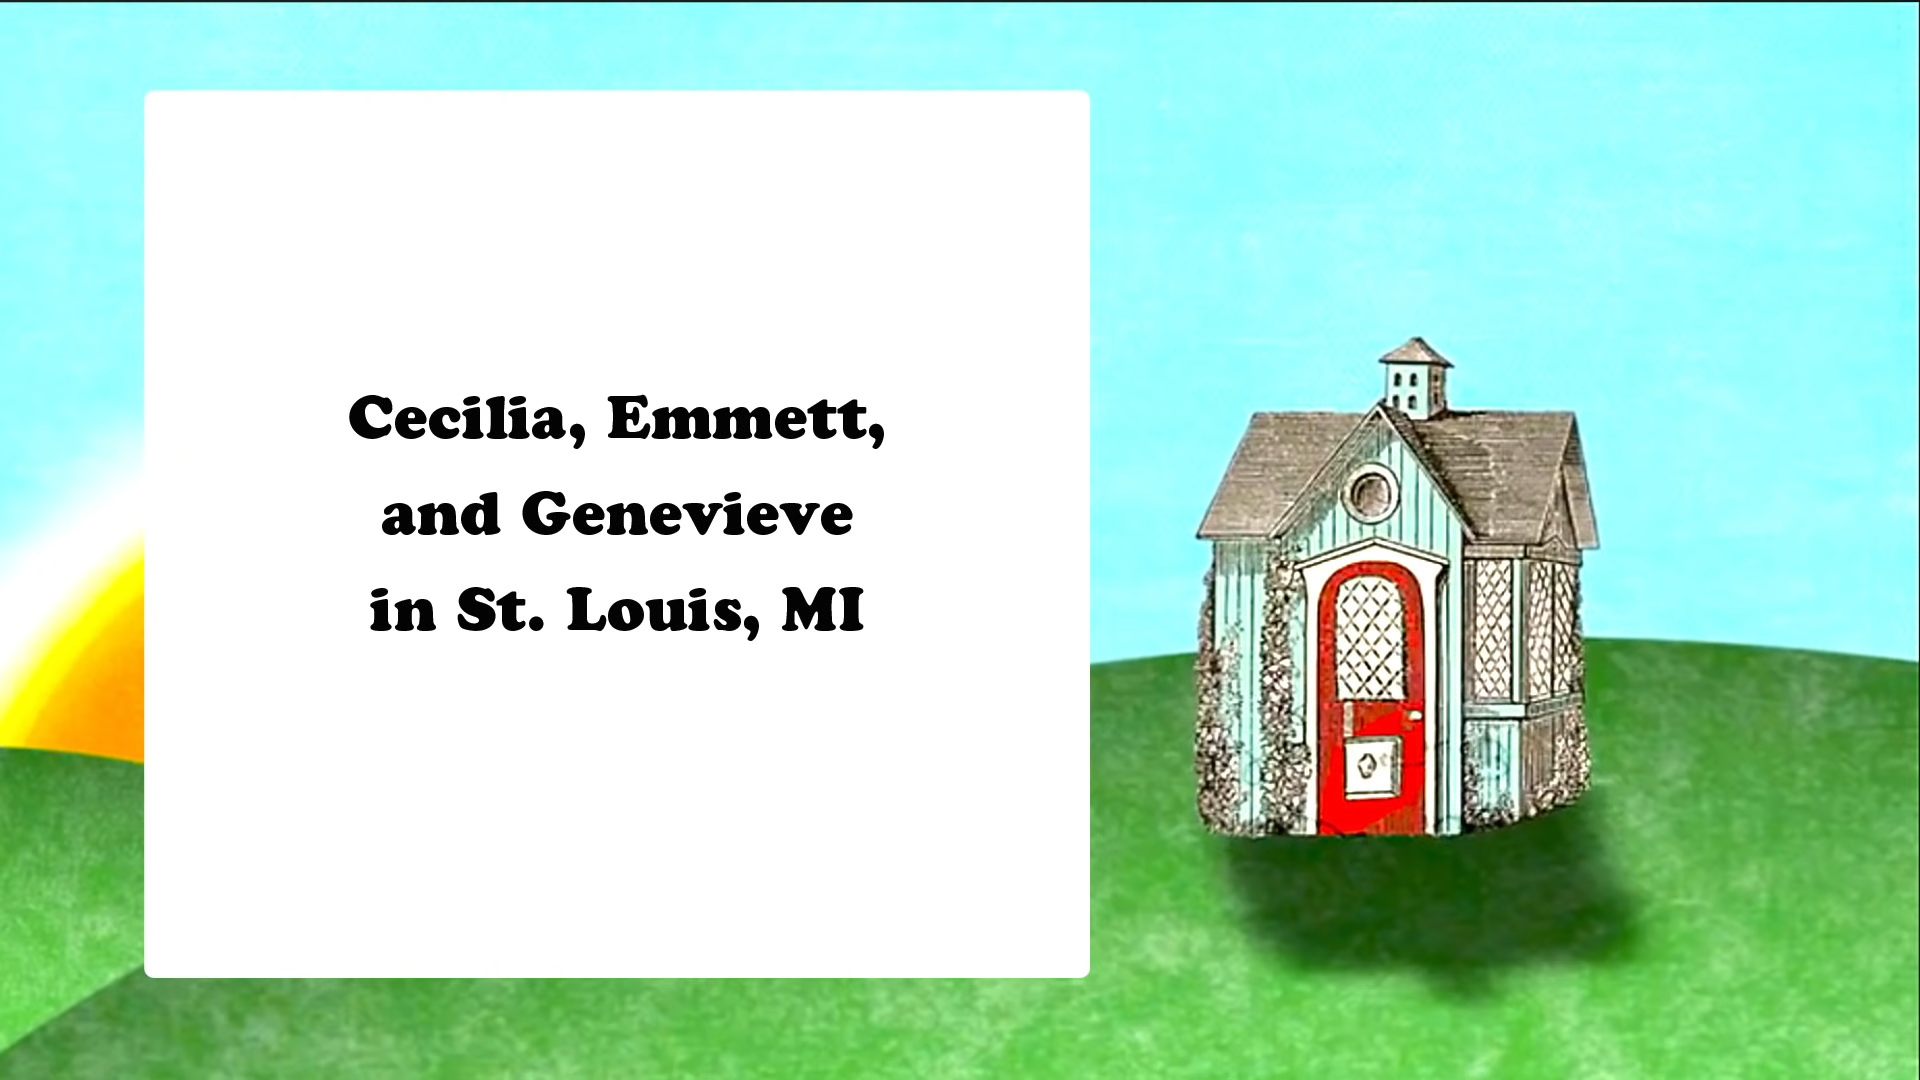 Cecilia, Emmett,
and Genevieve
in St. Louis, MI